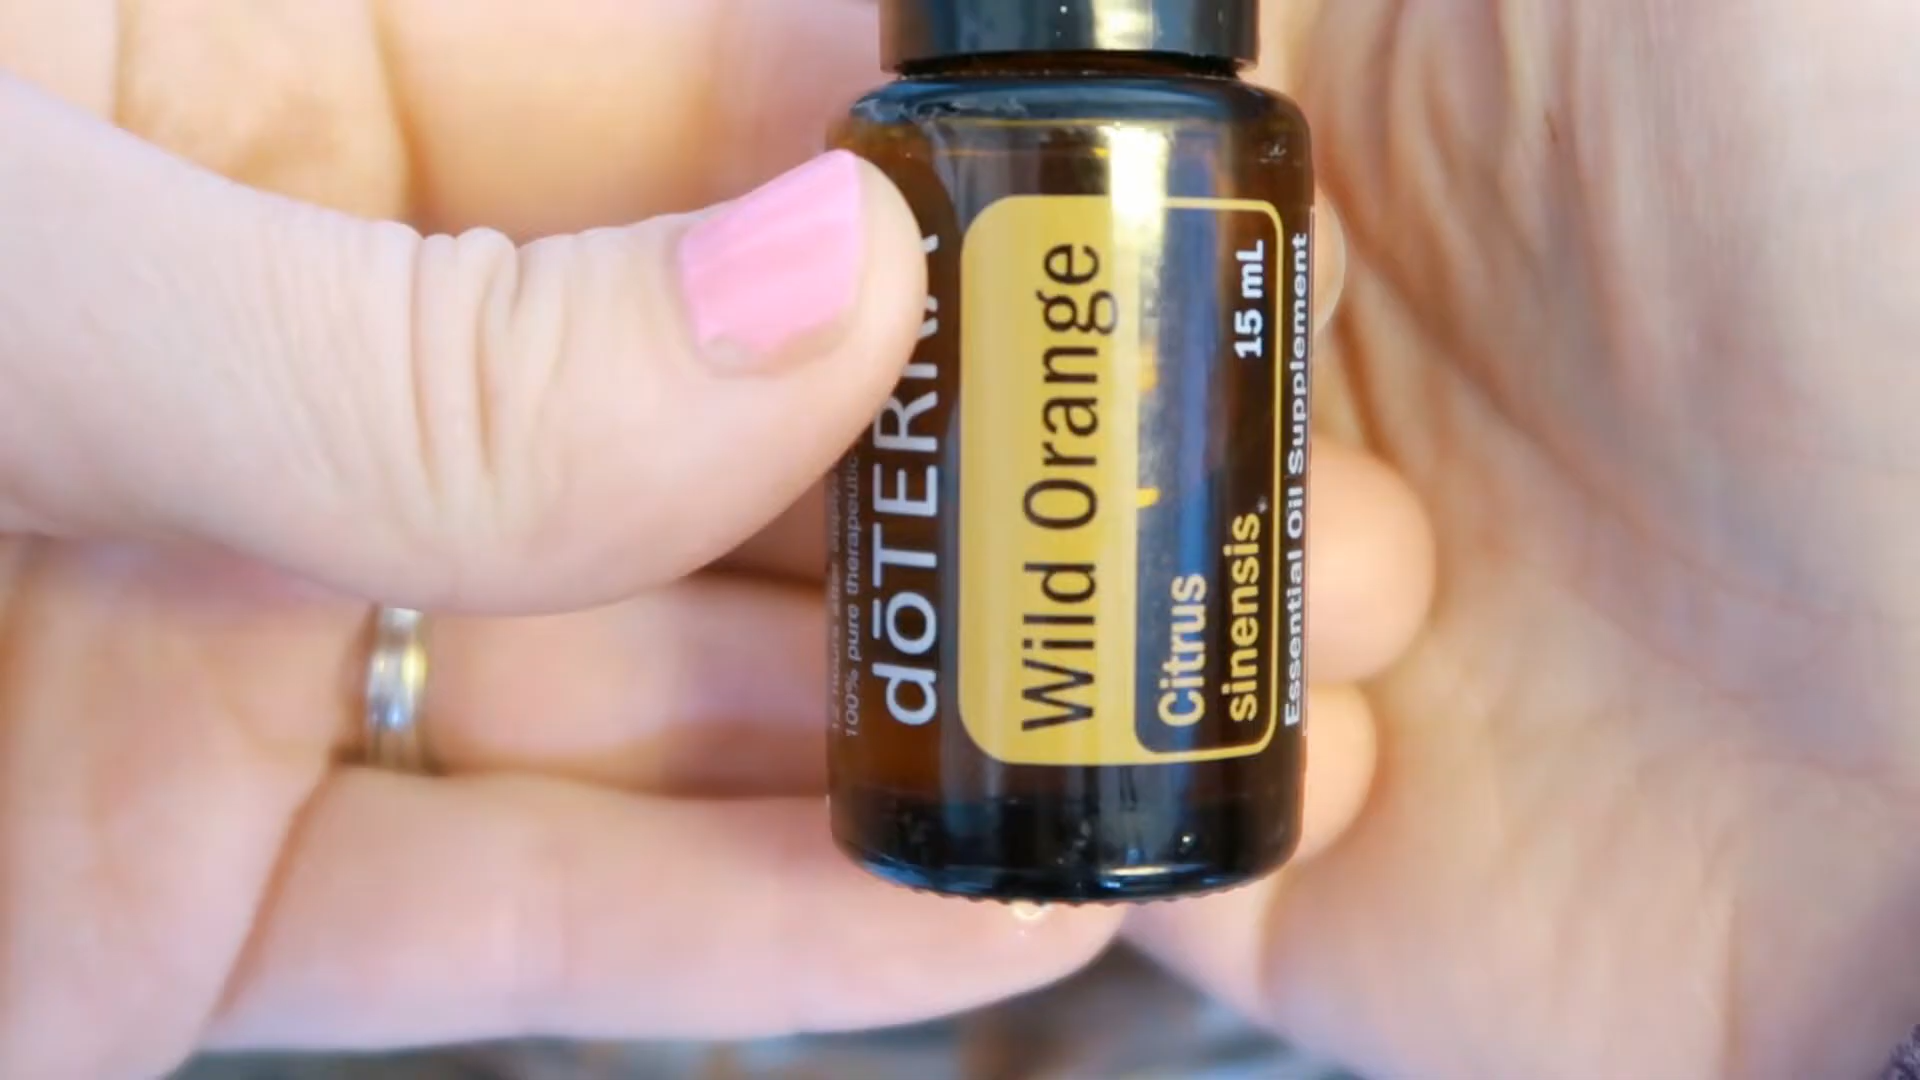 100% pure therapeutic
dōTERRA
Wild Orange
Citrus
sinensis
15 mL
Essential Oil Supplement